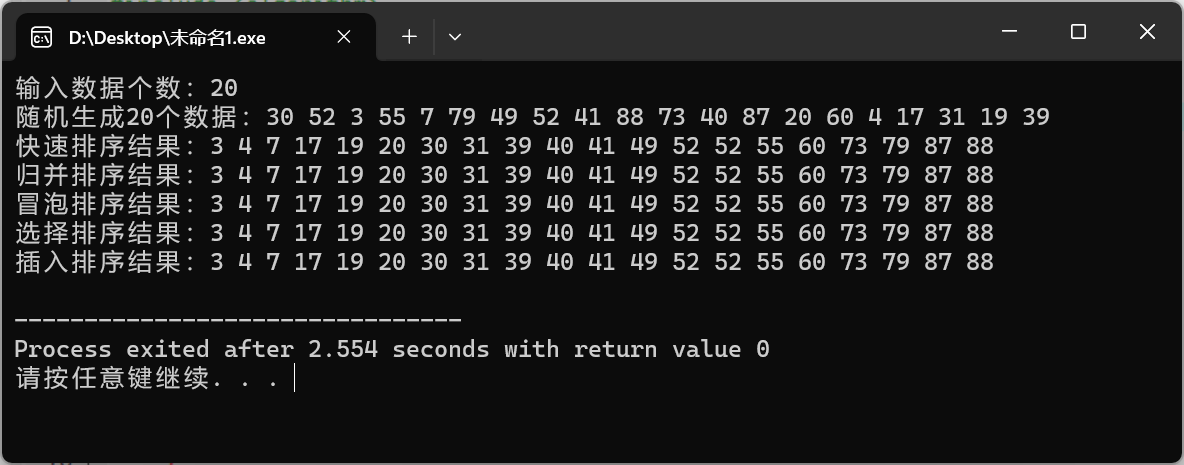 D:\Desktop\未命名1.exe
输入数据个数：20
随机生成20个数据：30 52 3 55 7 79 49 52 41 88 73 40 87 20 60 4 17 31 19 39
快速排序结果：3 4 7 17 19 20 30 31 39 40 41 49 52 52 55 60 73 79 87 88
归并排序结果：3 4 7 17 19 20 30 31 39 40 41 49 52 52 55 60 73 79 87 88
冒泡排序结果：3 4 7 17 19 20 30 31 39 40 41 49 52 52 55 60 73 79 87 88
选择排序结果：3 4 7 17 19 20 30 31 39 40 41 49 52 52 55 60 73 79 87 88
插入排序结果：3 4 7 17 19 20 30 31 39 40 41 49 52 52 55 60 73 79 87 88
--------------------------------
Process exited after 2.554 seconds with return value 0
请按任意键继续. . .